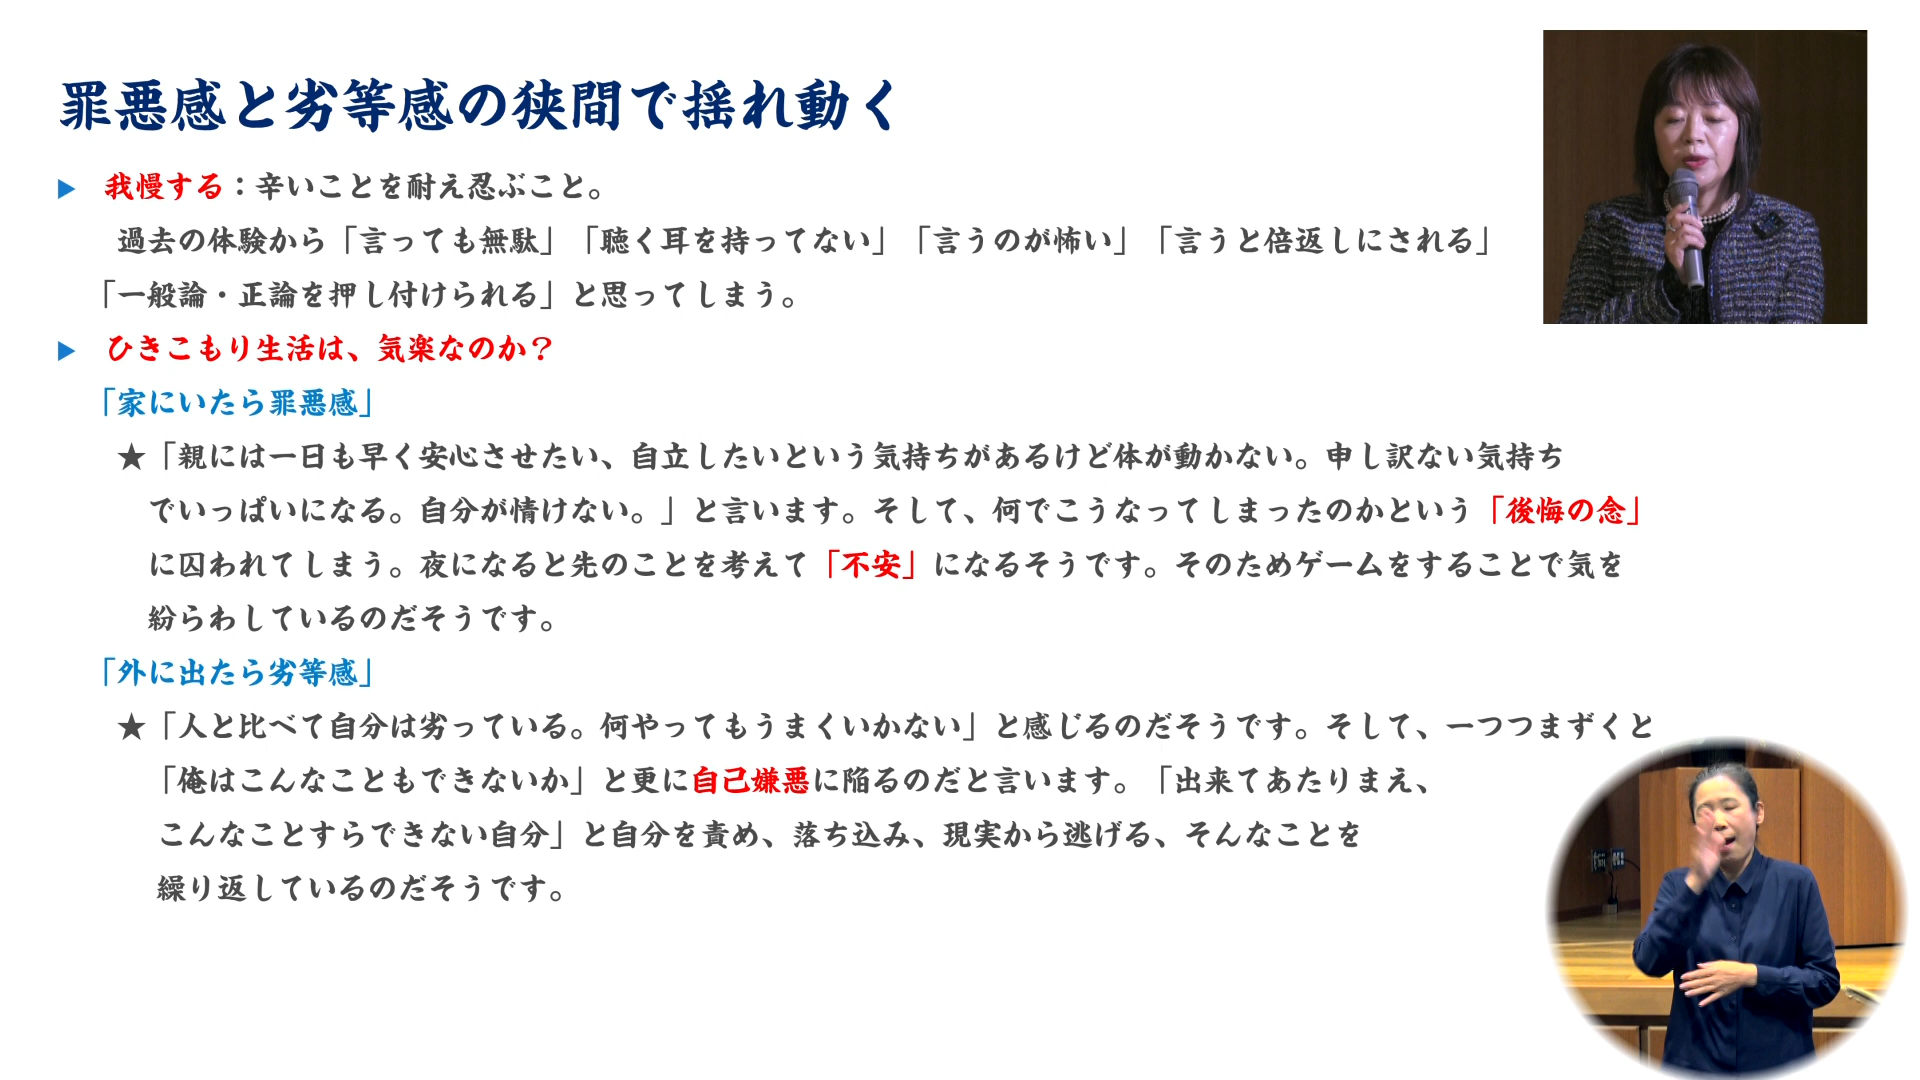 罪悪感と劣等感の狭間で揺れ動く
▶ 我慢する：辛いことを耐え忍ぶこと。
過去の体験から「言っても無駄」「聴く耳を持ってない」「言うのが怖い」「言うと倍返しにされる」
「一般論・正論を押し付けられる」と思ってしまう。
▶ ひきこもり生活は、気楽なのか？
「家にいたら罪悪感」
★「親には一日も早く安心させたい、自立したいという気持ちがあるけど体が動かない。申し訳ない気持ち
でいっぱいになる。自分が情けない。」と言います。そして、何でこうなってしまったのかという「後悔の念」
に囚われてしまう。夜になると先のことを考えて「不安」になるそうです。そのためゲームをすることで気を
紛らわしているのだそうです。
「外に出たら劣等感」
★「人と比べて自分は劣っている。何やってもうまくいかない」と感じるのだそうです。そして、一つつまずくと
「俺はこんなこともできないか」と更に自己嫌悪に陥るのだと言います。「出来てあたりまえ、
こんなことすらできない自分」と自分を責め、落ち込み、現実から逃げる、そんなことを
繰り返しているのだそうです。